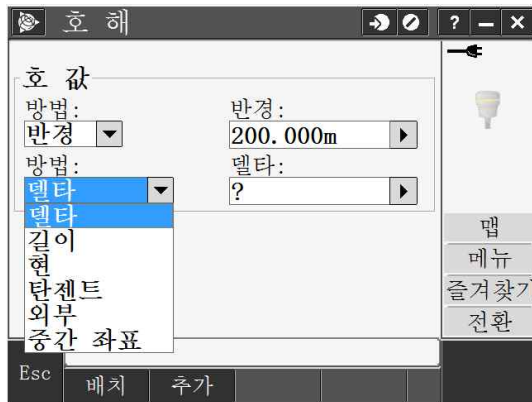 호 해
? – X
호 값
방법: 반경:
반경 200.000m
방법: 델타:
델타 ?
델타
길이
현
탄젠트
외부
중간 좌표
맵
메뉴
즐겨찾기
전환
Esc 배치 추가